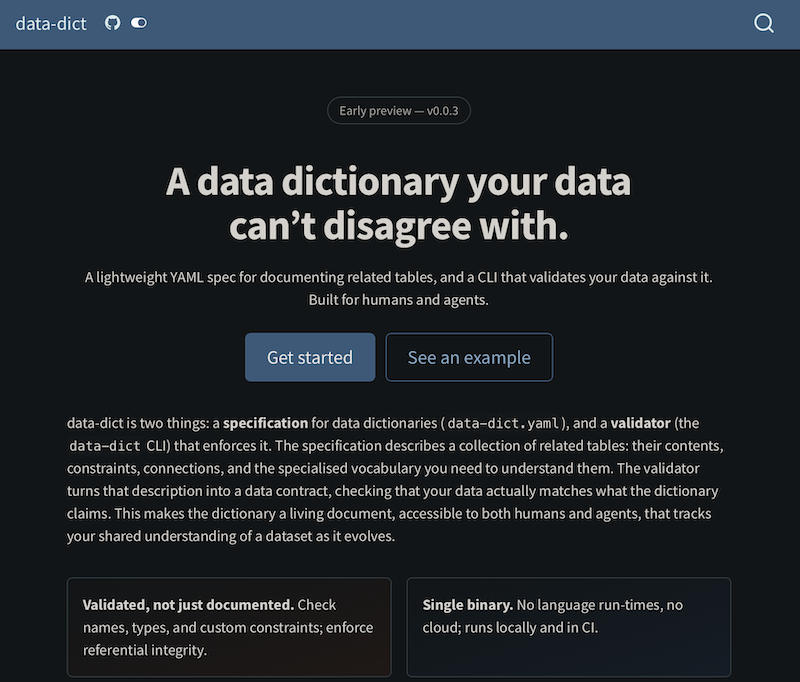 data-dict
Early preview — v0.0.3
A data dictionary your data
can’t disagree with.
A lightweight YAML spec for documenting related tables, and a CLI that validates your data against it.
Built for humans and agents.
Get started
See an example
data-dict is two things: a specification for data dictionaries (data-dict.yaml), and a validator (the
data-dict CLI) that enforces it. The specification describes a collection of related tables: their contents,
constraints, connections, and the specialised vocabulary you need to understand them. The validator
turns that description into a data contract, checking that your data actually matches what the dictionary
claims. This makes the dictionary a living document, accessible to both humans and agents, that tracks
your shared understanding of a dataset as it evolves.
Validated, not just documented. Check
names, types, and custom constraints; enforce
referential integrity.
Single binary. No language run-times, no
cloud; runs locally and in CI.